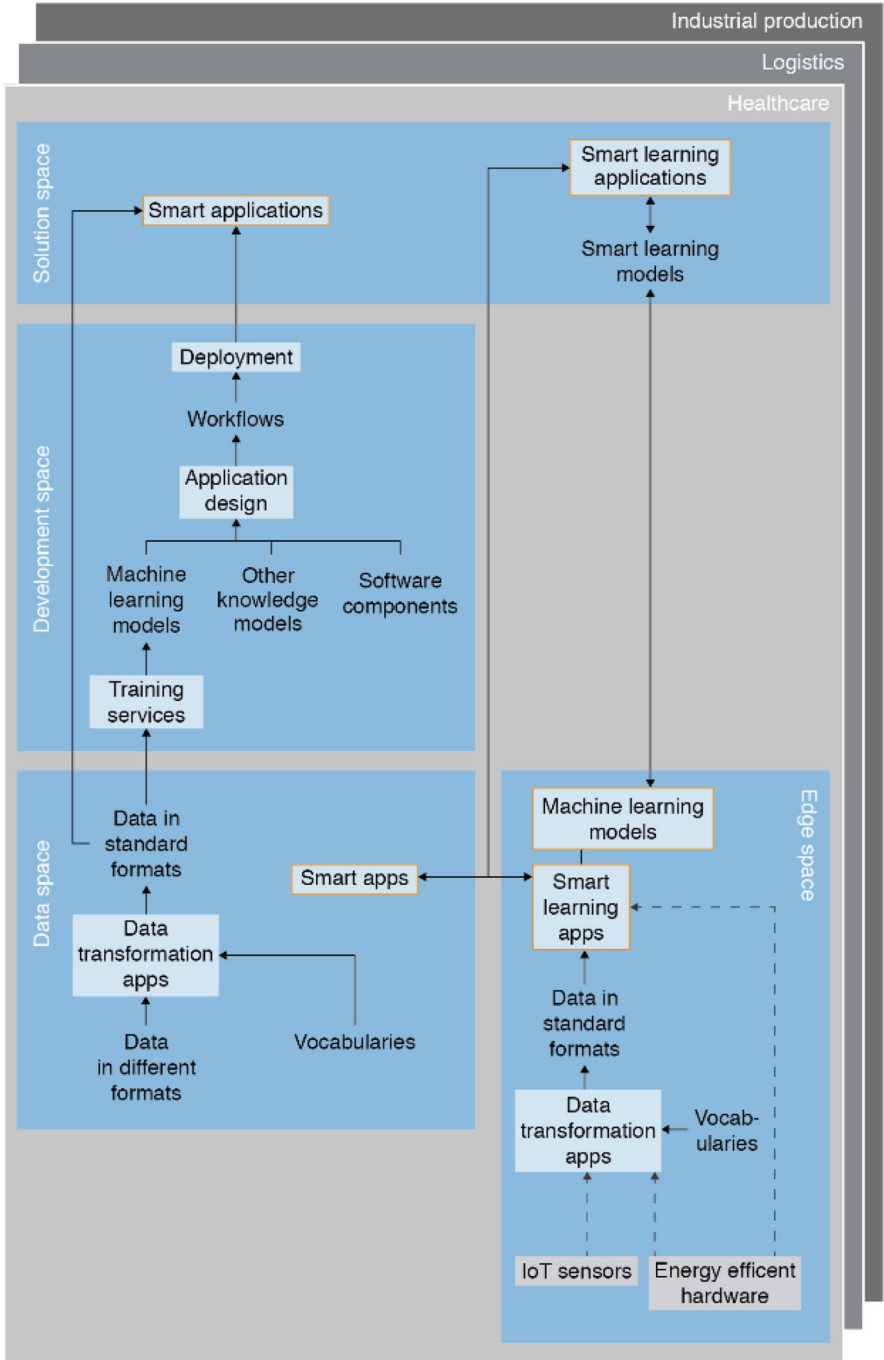 Industrial production
Logistics
Healthcare
Solution space
Smart applications
Smart learning
applications
Smart learning
models
Development space
Deployment
Workflows
Application
design
Machine
learning
models
Other
knowledge
models
Software
components
Training
services
Data space
Data in
standard
formats
Smart apps
Data
transformation
apps
Data
in different
formats
Vocabularies
Edge space
Machine learning
models
Smart
learning
apps
Data in
standard
formats
Data
transformation
apps
Vocab-
ularies
IoT sensors
Energy efficent
hardware